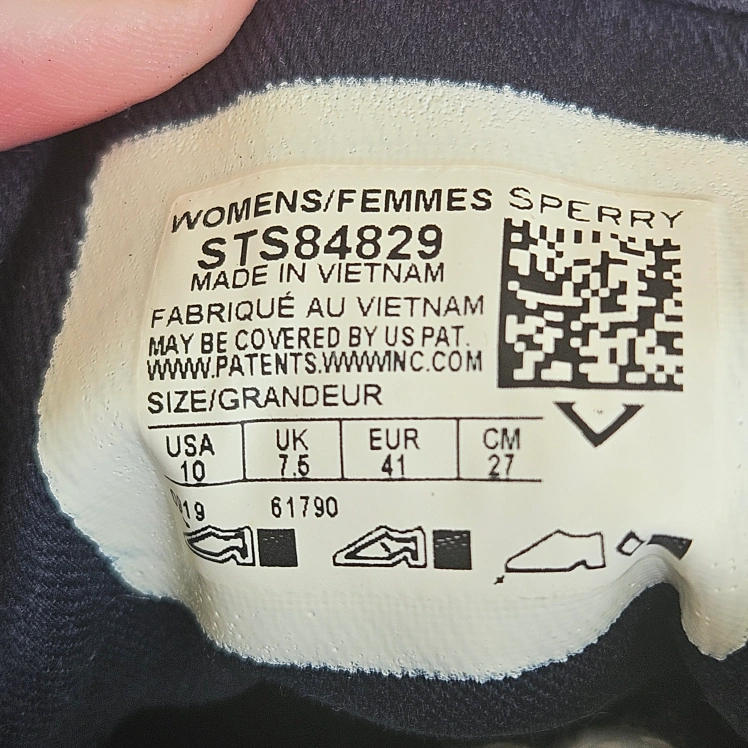 WOMENS/FEMMES SPERRY
STS84829
MADE IN VIETNAM
FABRIQUÉ AU VIETNAM
MAY BE COVERED BY US PAT.
WWW.PATENTS.WWWINC.COM
SIZE/GRANDEUR
USA UK EUR CM
10 7.5 41 27
61790